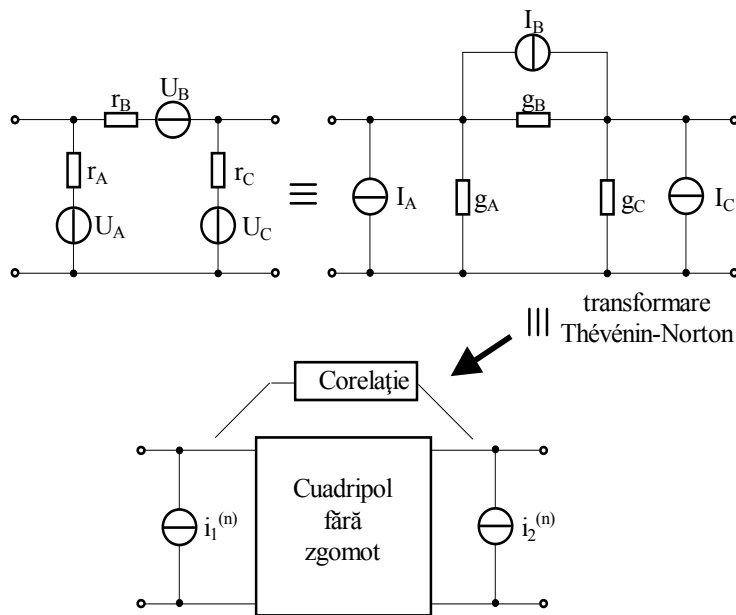 I_B
U_B
r_B
g_B
r_A
r_C
≡
I_A
g_A
g_C
I_C
U_A
U_C
≡ transformare
Thévénin-Norton
Corelaţie
Cuadripol
fără
zgomot
i_1^(n)
i_2^(n)